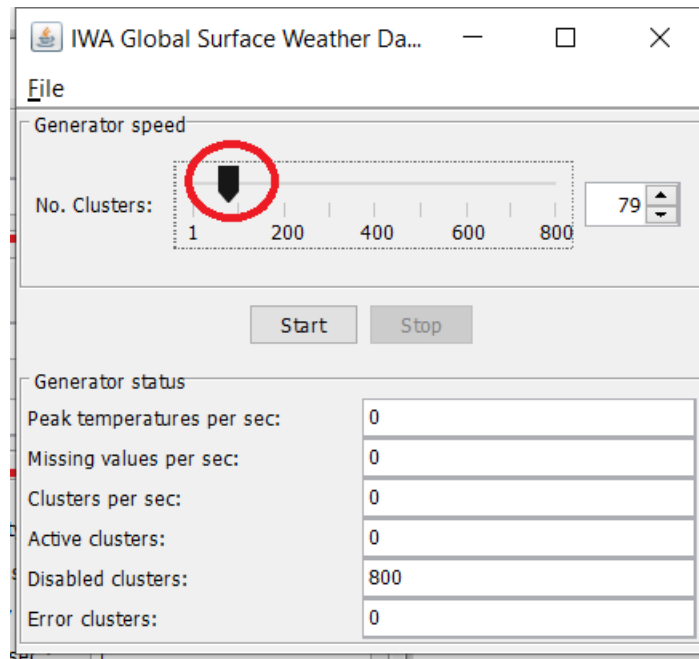 IWA Global Surface Weather Da...
File
Generator speed
No. Clusters:
79
1 200 400 600 800
Start Stop
Generator status
Peak temperatures per sec: 0
Missing values per sec: 0
Clusters per sec: 0
Active clusters: 0
Disabled clusters: 800
Error clusters: 0